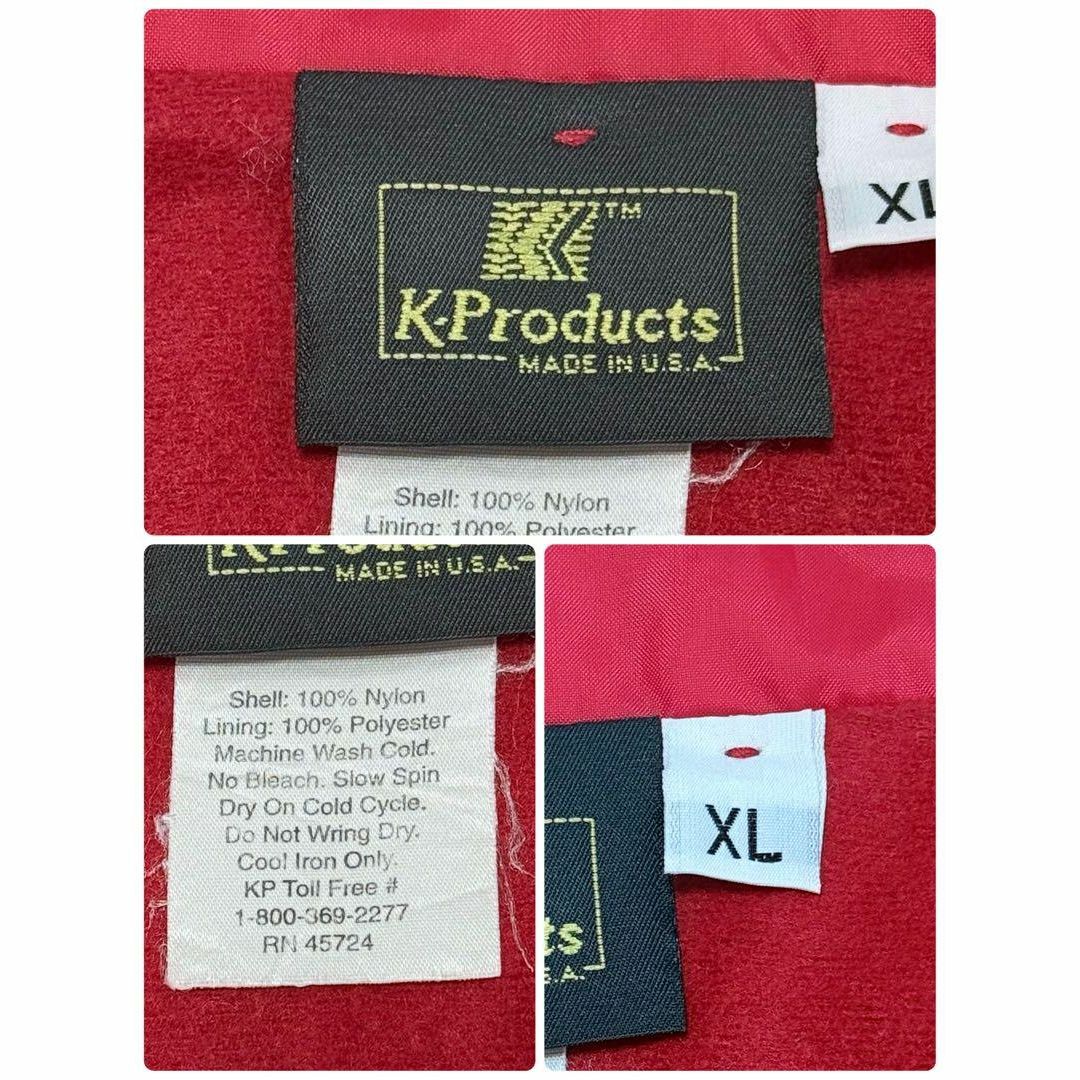 K
TM
K-Products
MADE IN U.S.A.
XL
Shell: 100% Nylon
Lining: 100% Polyester
MADE IN U.S.A.
Shell: 100% Nylon
Lining: 100% Polyester
Machine Wash Cold.
No Bleach. Slow Spin
Dry On Cold Cycle.
Do Not Wring Dry.
Cool Iron Only.
KP Toll Free #
1-800-369-2277
RN 45724
XL
ts
S.A.